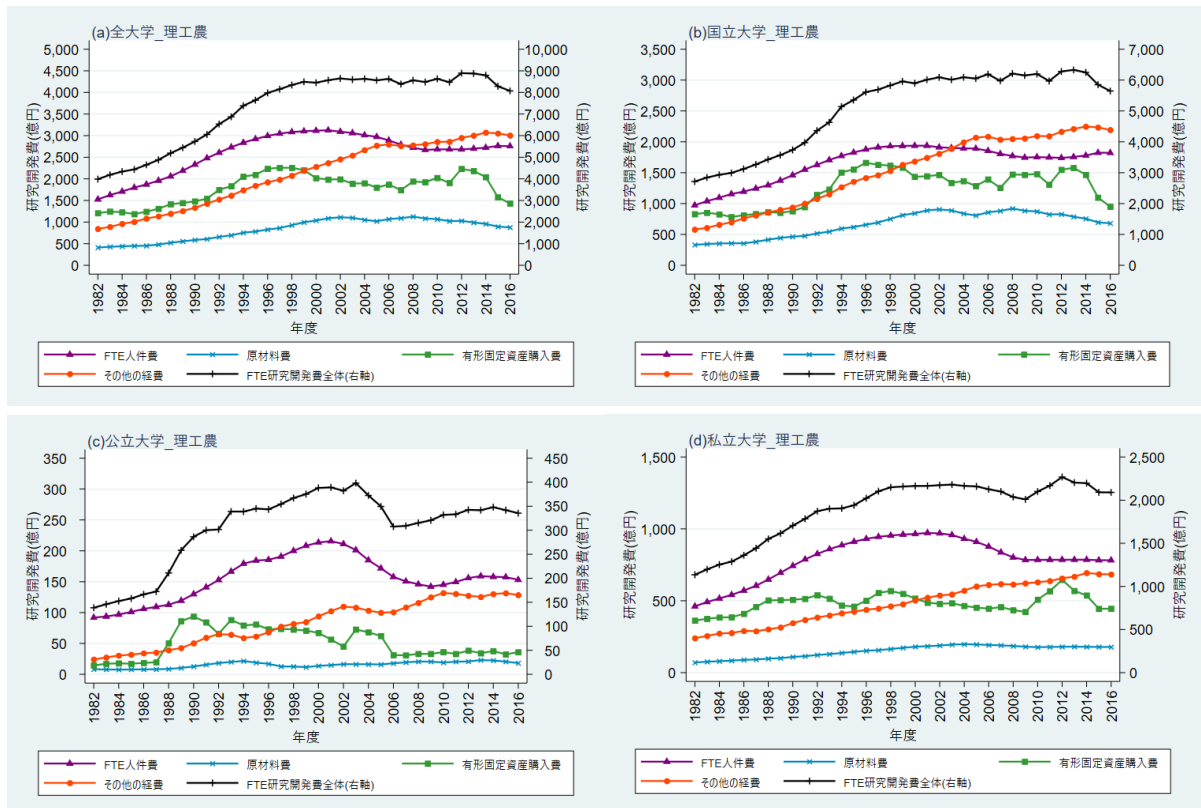 (a)全大学_理工農
5,000
4,500
4,000
3,500
3,000
2,500
2,000
1,500
1,000
500
0
研究開発費(億円)
10,000
9,000
8,000
7,000
6,000
5,000
4,000
3,000
2,000
1,000
0
研究開発費(億円)
1982 1984 1986 1988 1990 1992 1994 1996 1998 2000 2002 2004 2006 2008 2010 2012 2014 2016
年度
FTE人件費 原材料費 有形固定資産購入費
その他の経費 FTE研究開発費全体(右軸)
(b)国立大学_理工農
3,500
3,000
2,500
2,000
1,500
1,000
500
0
研究開発費(億円)
7,000
6,000
5,000
4,000
3,000
2,000
1,000
0
研究開発費(億円)
1982 1984 1986 1988 1990 1992 1994 1996 1998 2000 2002 2004 2006 2008 2010 2012 2014 2016
年度
FTE人件費 原材料費 有形固定資産購入費
その他の経費 FTE研究開発費全体(右軸)
(c)公立大学_理工農
350
300
250
200
150
100
50
0
研究開発費(億円)
450
400
350
300
250
200
150
100
50
0
研究開発費(億円)
1982 1984 1986 1988 1990 1992 1994 1996 1998 2000 2002 2004 2006 2008 2010 2012 2014 2016
年度
FTE人件費 原材料費 有形固定資産購入費
その他の経費 FTE研究開発費全体(右軸)
(d)私立大学_理工農
1,500
1,000
500
0
研究開発費(億円)
2,500
2,000
1,500
1,000
500
0
研究開発費(億円)
1982 1984 1986 1988 1990 1992 1994 1996 1998 2000 2002 2004 2006 2008 2010 2012 2014 2016
年度
FTE人件費 原材料費 有形固定資産購入費
その他の経費 FTE研究開発費全体(右軸)